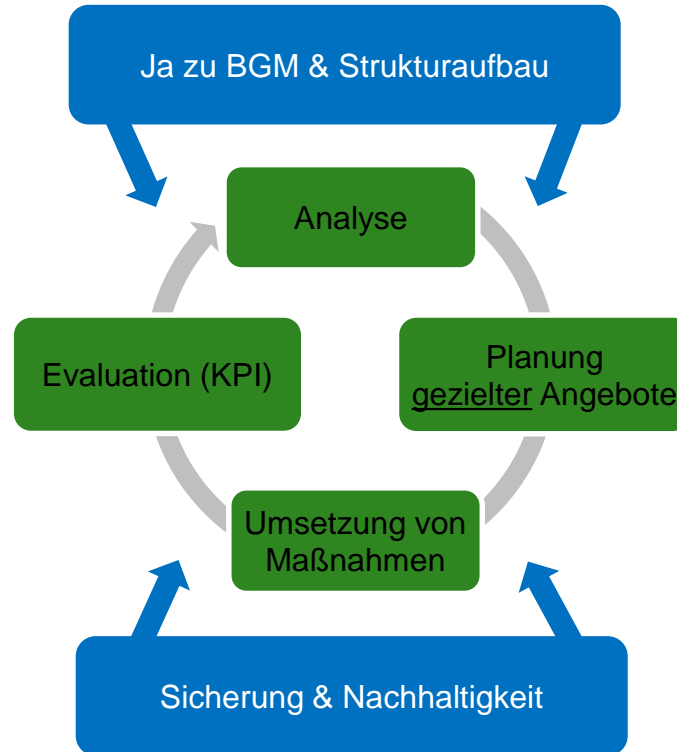 Ja zu BGM & Strukturaufbau
Analyse
Evaluation (KPI)
Planung
gezielter Angebote
Umsetzung von
Maßnahmen
Sicherung & Nachhaltigkeit